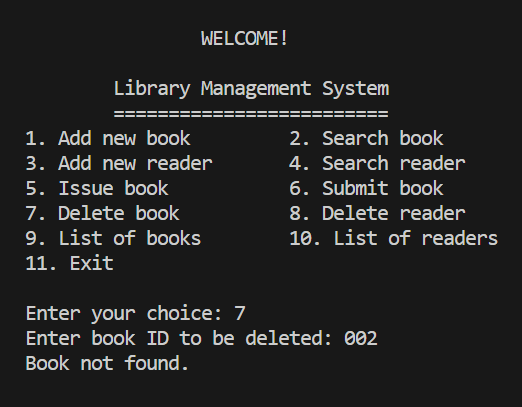 WELCOME!
Library Management System
=========================
1. Add new book 2. Search book
3. Add new reader 4. Search reader
5. Issue book 6. Submit book
7. Delete book 8. Delete reader
9. List of books 10. List of readers
11. Exit
Enter your choice: 7
Enter book ID to be deleted: 002
Book not found.